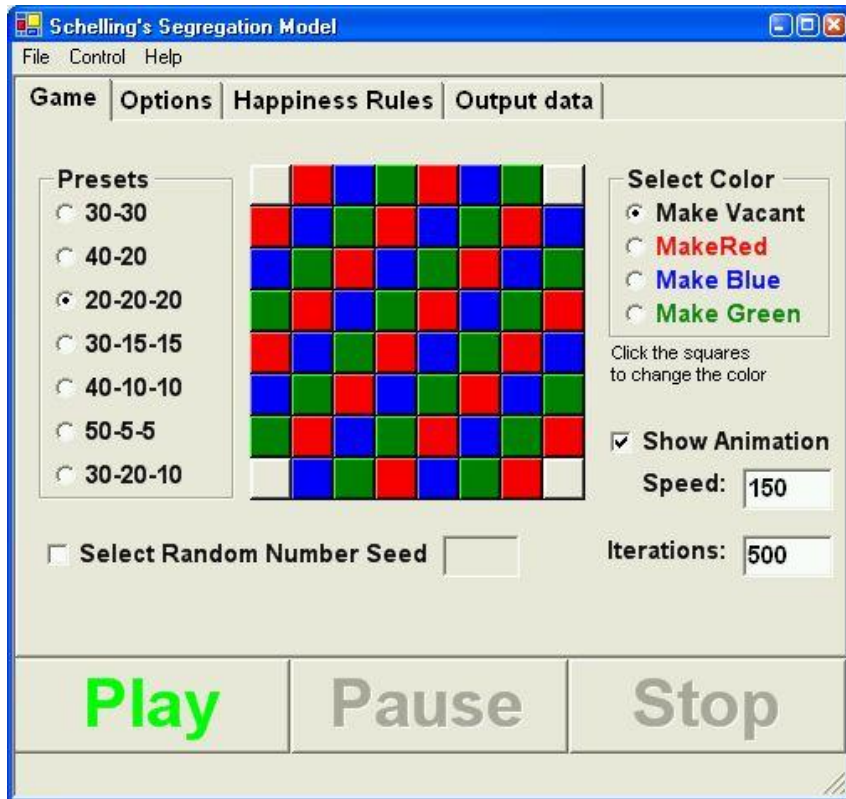 Schelling's Segregation Model
File Control Help
Game Options Happiness Rules Output data
Presets
30-30
40-20
20-20-20
30-15-15
40-10-10
50-5-5
30-20-10
Select Color
Make Vacant
MakeRed
Make Blue
Make Green
Click the squares
to change the color
Show Animation
Speed: 150
Select Random Number Seed
Iterations: 500
Play Pause Stop